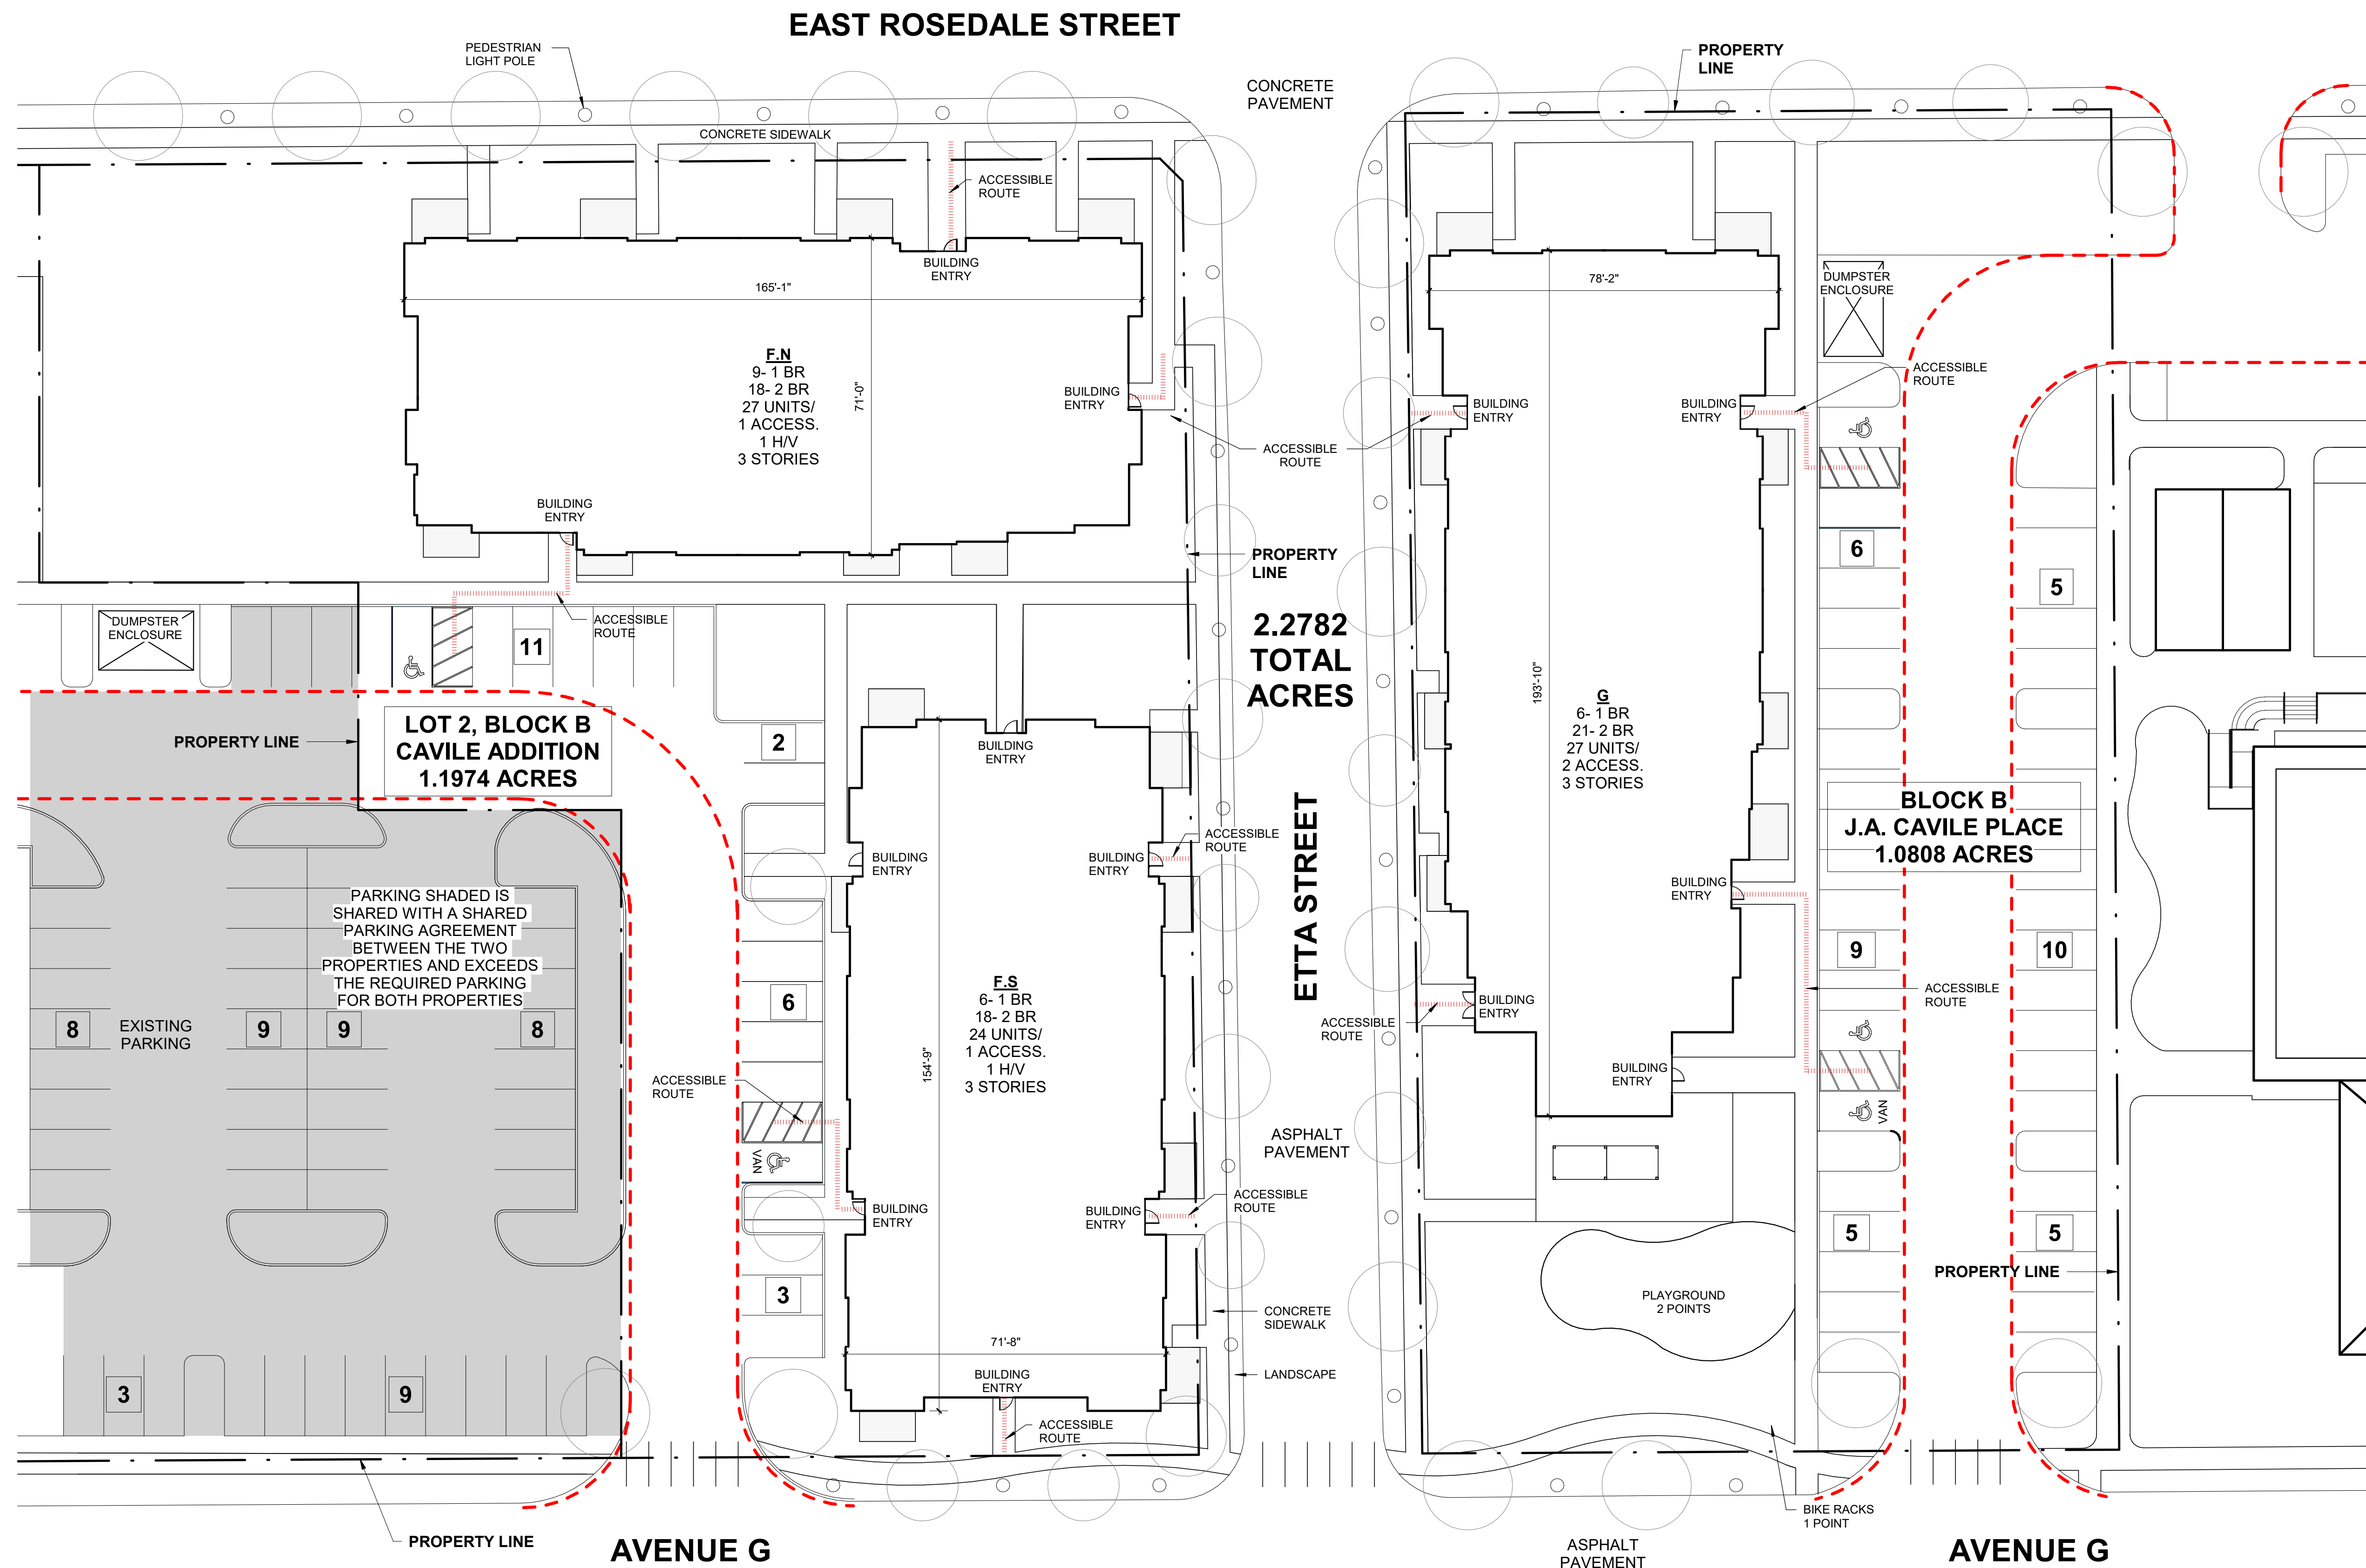 EAST ROSEDALE STREET
PEDESTRIAN
LIGHT POLE
CONCRETE
PAVEMENT
PROPERTY
LINE
CONCRETE SIDEWALK
ACCESSIBLE
ROUTE
BUILDING
ENTRY
165'-1"
71'-0"
F.N
9- 1 BR
18- 2 BR
27 UNITS/
1 ACCESS.
1 H/V
3 STORIES
BUILDING
ENTRY
BUILDING
ENTRY
ACCESSIBLE
ROUTE
PROPERTY
LINE
78'-2"
DUMPSTER
ENCLOSURE
ACCESSIBLE
ROUTE
BUILDING
ENTRY
BUILDING
ENTRY
6
5
DUMPSTER
ENCLOSURE
11
ACCESSIBLE
ROUTE
2.2782
TOTAL
ACRES
193'-10"
G
6- 1 BR
21- 2 BR
27 UNITS/
2 ACCESS.
3 STORIES
PROPERTY LINE
LOT 2, BLOCK B
CAVILE ADDITION
1.1974 ACRES
2
BUILDING
ENTRY
BLOCK B
J.A. CAVILE PLACE
1.0808 ACRES
ETTA STREET
BUILDING
ENTRY
BUILDING
ENTRY
ACCESSIBLE
ROUTE
BUILDING
ENTRY
PARKING SHADED IS
SHARED WITH A SHARED
PARKING AGREEMENT
BETWEEN THE TWO
PROPERTIES AND EXCEEDS
THE REQUIRED PARKING
FOR BOTH PROPERTIES
8
EXISTING
PARKING
9
9
8
6
F.S
6- 1 BR
18- 2 BR
24 UNITS/
1 ACCESS.
1 H/V
3 STORIES
154'-9"
9
10
ACCESSIBLE
ROUTE
BUILDING
ENTRY
ACCESSIBLE
ROUTE
ACCESSIBLE
ROUTE
BUILDING
ENTRY
VAN
VAN
ASPHALT
PAVEMENT
BUILDING
ENTRY
BUILDING
ENTRY
ACCESSIBLE
ROUTE
5
5
PROPERTY LINE
3
CONCRETE
SIDEWALK
PLAYGROUND
2 POINTS
71'-8"
BUILDING
ENTRY
LANDSCAPE
3
9
ACCESSIBLE
ROUTE
BIKE RACKS
1 POINT
PROPERTY LINE
AVENUE G
ASPHALT
PAVEMENT
AVENUE G